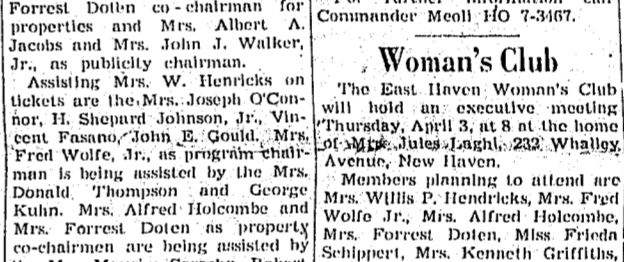 Forrest Doten co-chairman for
properties and Mrs. Albert A.
Jacobs and Mrs. John J. Walker,
Jr., as publicity chairman.
Assisting Mrs. W. Henricks on
tickets are the Mrs. Joseph O'Con-
nor, H. Shepard Johnson, Jr., Vin-
cent Fasano, John E. Gould. Mrs.
Fred Wolfe, Jr., as program chair-
man is being assisted by the Mrs.
Donald Thompson and George
Kuhn. Mrs. Alfred Holcombe and
Mrs. Forrest Doten as property
co-chairmen are being assisted by
Commander Meoli HO 7-3467.
Woman's Club
The East Haven Woman's Club
will hold an executive meeting
Thursday, April 3, at 8 at the home
of Mrs. Jules Laghi, 232 Whalley
Avenue, New Haven.
Members planning to attend are
Mrs. Willis P. Hendricks, Mrs. Fred
Wolfe Jr., Mrs. Alfred Holcombe,
Mrs. Forrest Doten, Miss Frieda
Schippert, Mrs. Kenneth Griffiths,